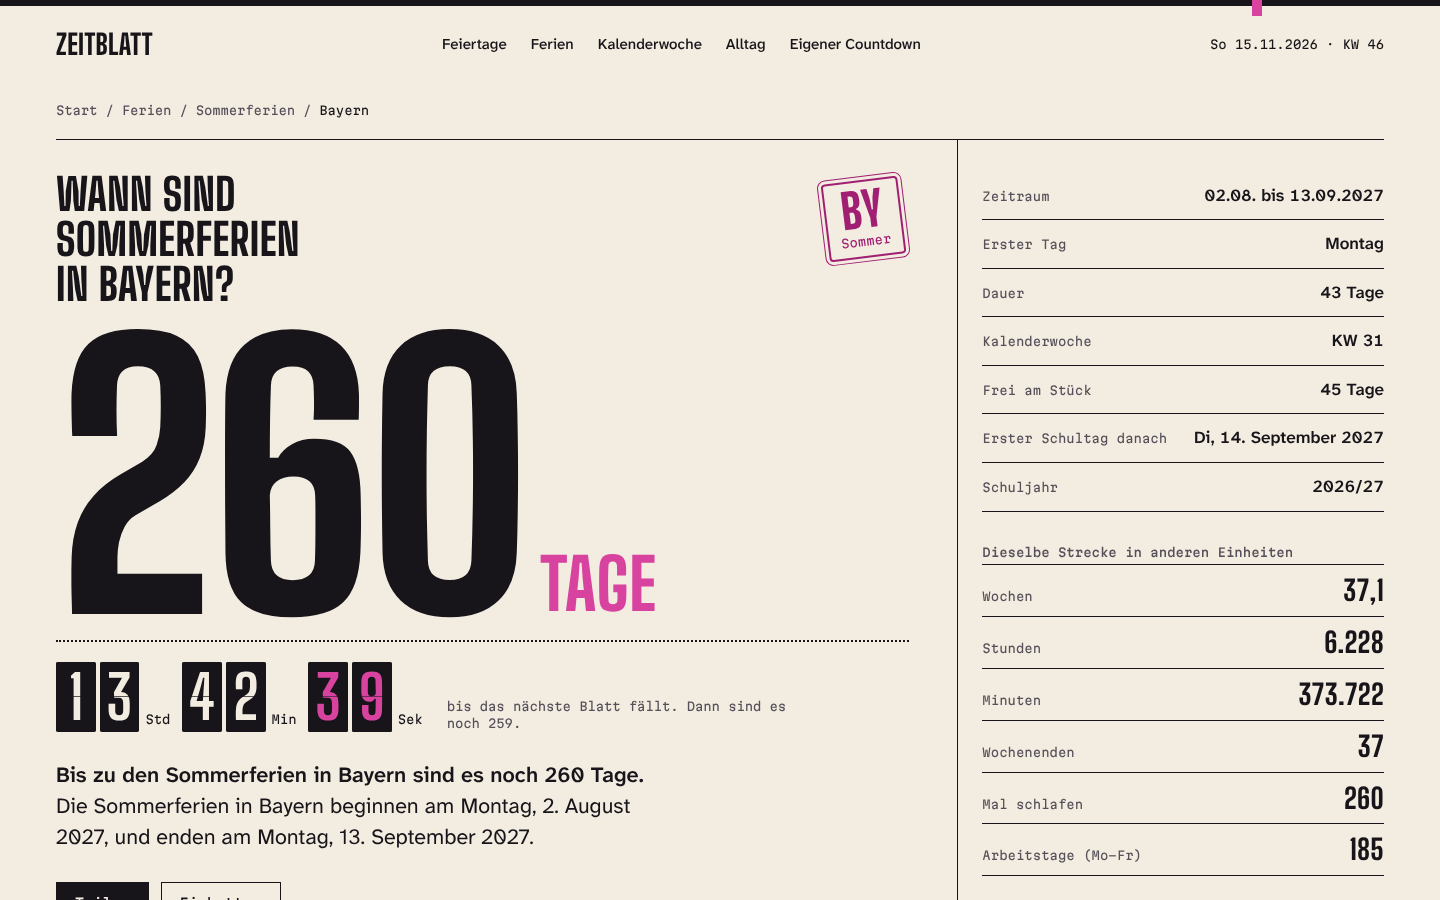 ZEITBLATT
Feiertage Ferien Kalenderwoche Alltag Eigener Countdown
So 15.11.2026 · KW 46
Start / Ferien / Sommerferien / Bayern
WANN SIND
SOMMERFERIEN
IN BAYERN?
BY
Sommer
260 TAGE
13 Std 42 Min 39 Sek
bis das nächste Blatt fällt. Dann sind es
noch 259.
Bis zu den Sommerferien in Bayern sind es noch 260 Tage.
Die Sommerferien in Bayern beginnen am Montag, 2. August
2027, und enden am Montag, 13. September 2027.
Zeitraum 02.08. bis 13.09.2027
Erster Tag Montag
Dauer 43 Tage
Kalenderwoche KW 31
Frei am Stück 45 Tage
Erster Schultag danach Di, 14. September 2027
Schuljahr 2026/27
Dieselbe Strecke in anderen Einheiten
Wochen 37,1
Stunden 6.228
Minuten 373.722
Wochenenden 37
Mal schlafen 260
Arbeitstage (Mo–Fr) 185